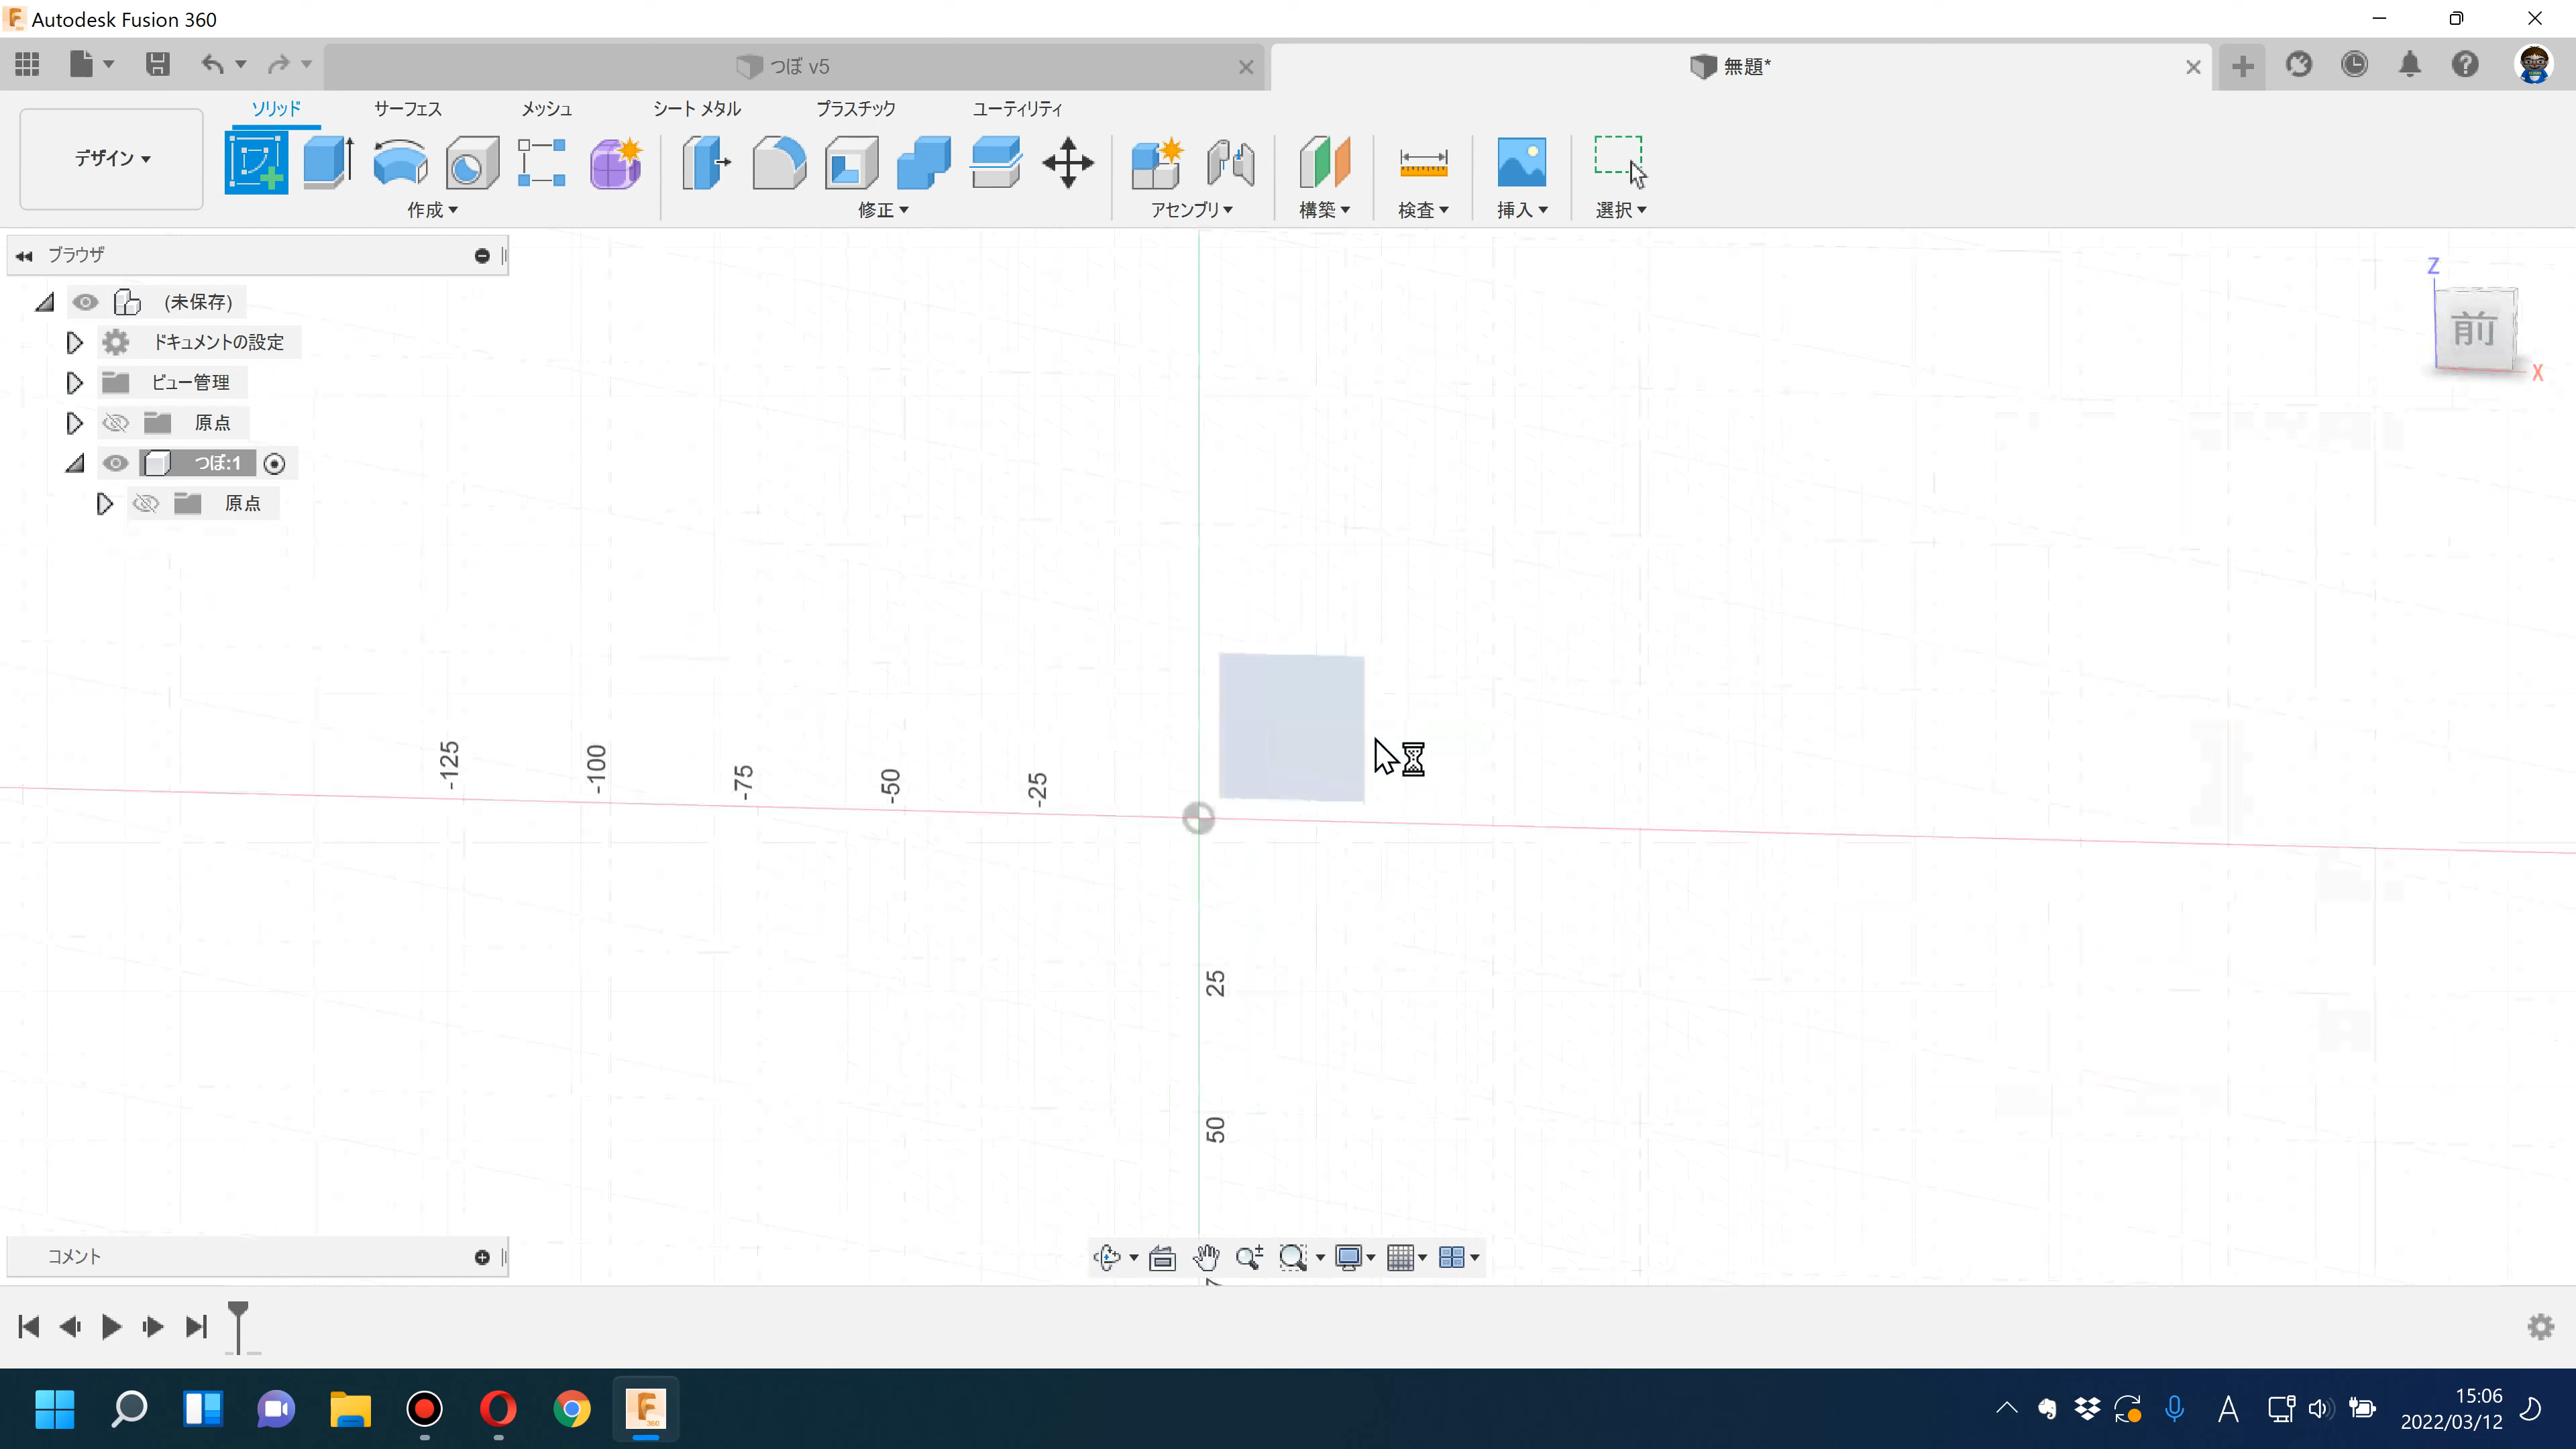 Autodesk Fusion 360
つぼ v5
無題*
ソリッド
サーフェス
メッシュ
シート メタル
プラスチック
ユーティリティ
デザイン
作成
修正
アセンブリ
構築
検査
挿入
選択
ブラウザ
(未保存)
ドキュメントの設定
ビュー管理
原点
つぼ:1
原点
Z
前
X
-125
-100
-75
-50
-25
25
50
コメント
360
A
15:06
2022/03/12